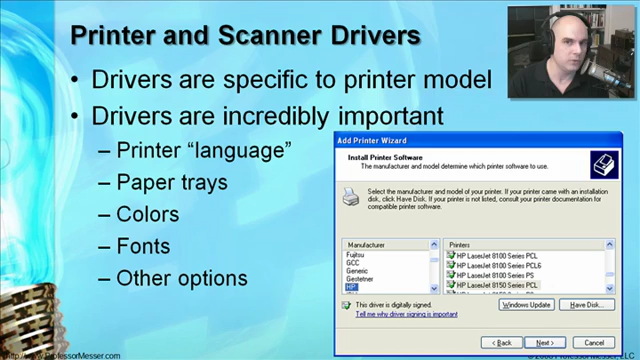 Printer and Scanner Drivers
• Drivers are specific to printer model
• Drivers are incredibly important
– Printer “language”
– Paper trays
– Colors
– Fonts
– Other options
Add Printer Wizard
Install Printer Software
The manufacturer and model determine which printer software to use.
Select the manufacturer and model of your printer. If your printer came with an installation
disk, click Have Disk. If your printer is not listed, consult your printer documentation for
compatible printer software.
Manufacturer
Fujitsu
GCC
Generic
Gestetner
HP
Printers
HP LaserJet 8100 Series PCL
HP LaserJet 8100 Series PCL6
HP LaserJet 8100 Series PS
HP LaserJet 8150 Series PCL
This driver is digitally signed.
Tell me why driver signing is important
Windows Update
Have Disk...
< Back
Next >
Cancel
http://www.ProfessorMesser.com
Professor Messer, LLC